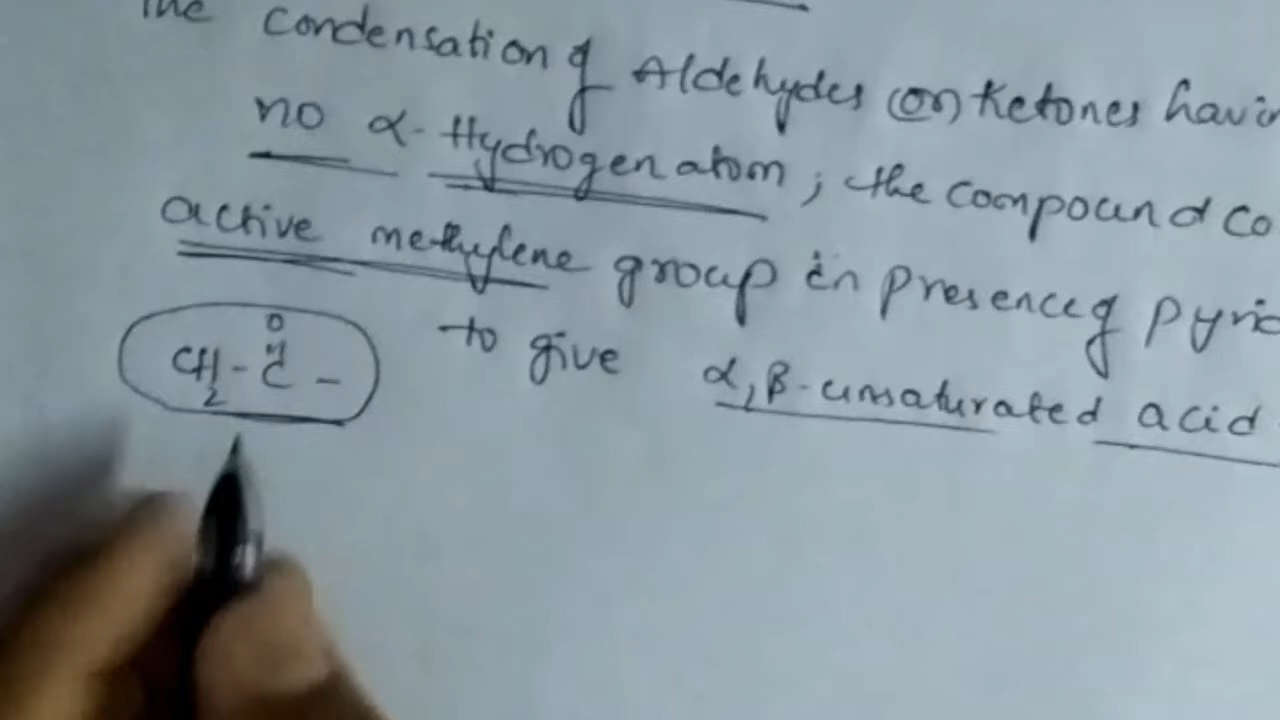 The condensation of Aldehydes (or) Ketones havin
no α-Hydrogen atom, the compound co
active methylene group in presence of pyri
to give α,β-unsaturated acid.
O
CH2-C-